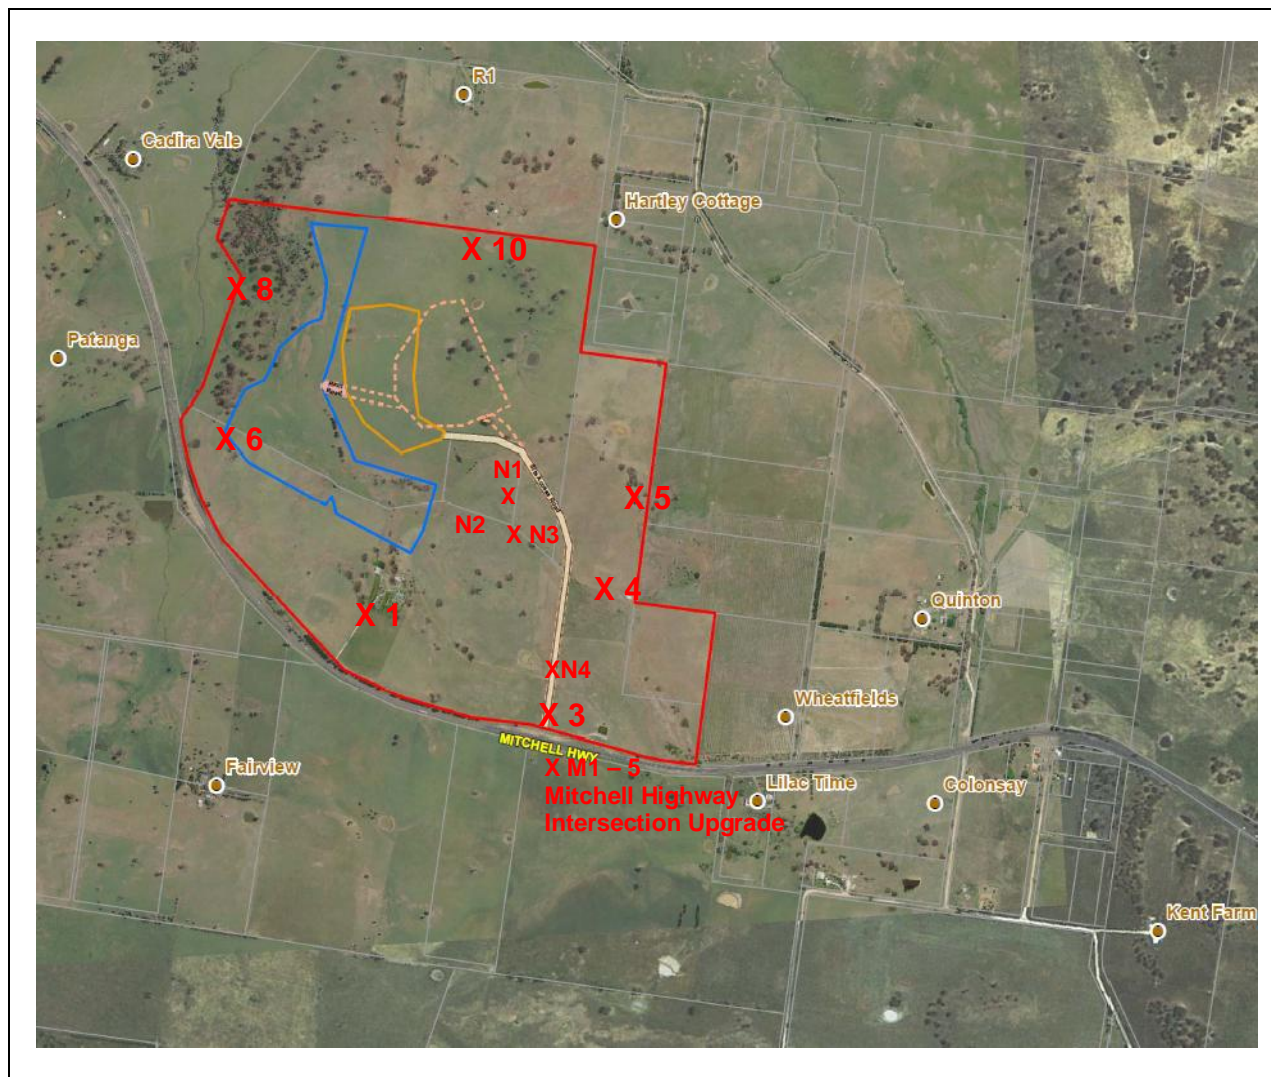 R1
Cadira Vale
Hartley Cottage
X 10
X 8
Patanga
X 6
N1
X
X 5
N2
X N3
X 4
Quinton
X 1
XN4
X 3
Wheatfields
MITCHELL HWY
Fairview
X M1 – 5
Mitchell Highway
Intersection Upgrade
Lilac Time
Colonsay
Kent Farm